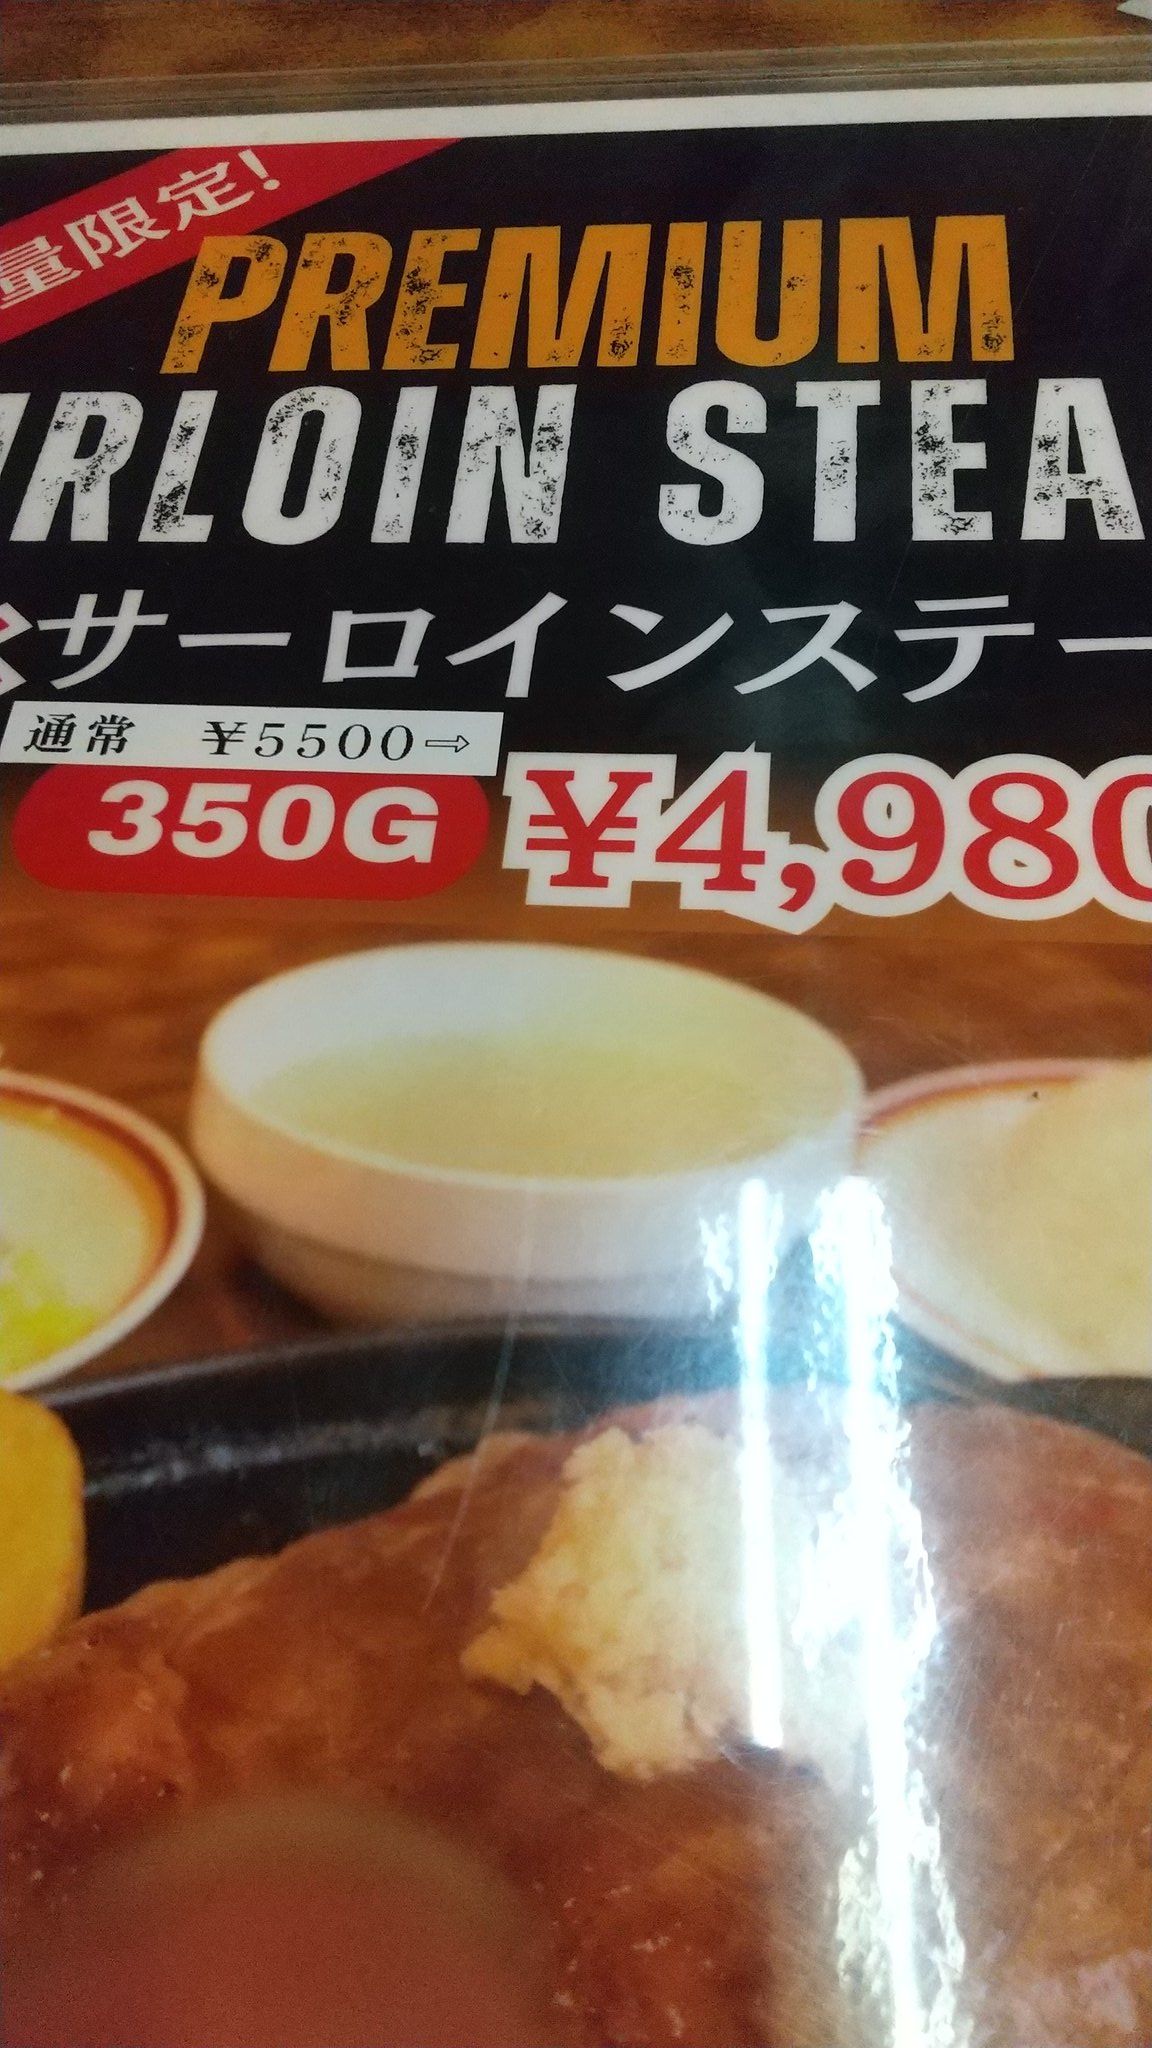 量限定!
PREMIUM
IRLOIN STEA
サーロインステー
通常 ¥5500⇨
350G ¥4,980